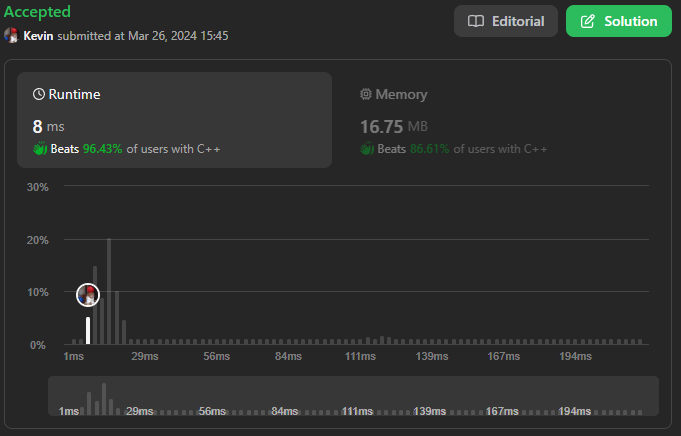 Accepted
Editorial
Solution
Kevin submitted at Mar 26, 2024 15:45
Runtime
Memory
8 ms
16.75 MB
Beats 96.43% of users with C++
Beats 86.61% of users with C++
30%
20%
10%
0%
1ms 29ms 56ms 84ms 111ms 139ms 167ms 194ms
1ms 29ms 56ms 84ms 111ms 139ms 167ms 194ms